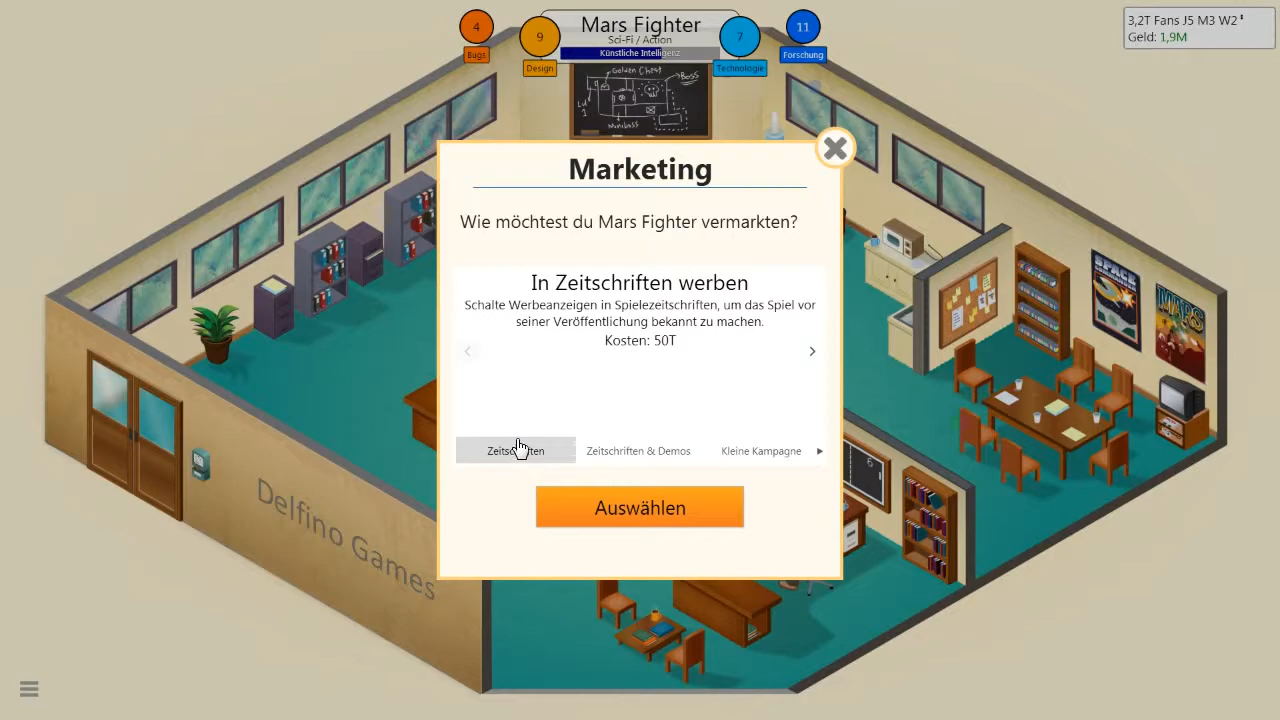 4
Bugs
9
Design
Mars Fighter
Sci-Fi / Action
Künstliche Intelligenz
7
Technologie
11
Forschung
3,2T Fans J5 M3 W2
Geld: 1,9M
Golden Chest
Boss
Miniboss
Marketing
Wie möchtest du Mars Fighter vermarkten?
In Zeitschriften werben
Schalte Werbeanzeigen in Spielezeitschriften, um das Spiel vor
seiner Veröffentlichung bekannt zu machen.
Kosten: 50T
Zeitschriften
Zeitschriften & Demos
Kleine Kampagne
Auswählen
Delfino Games
SPACE
MARS